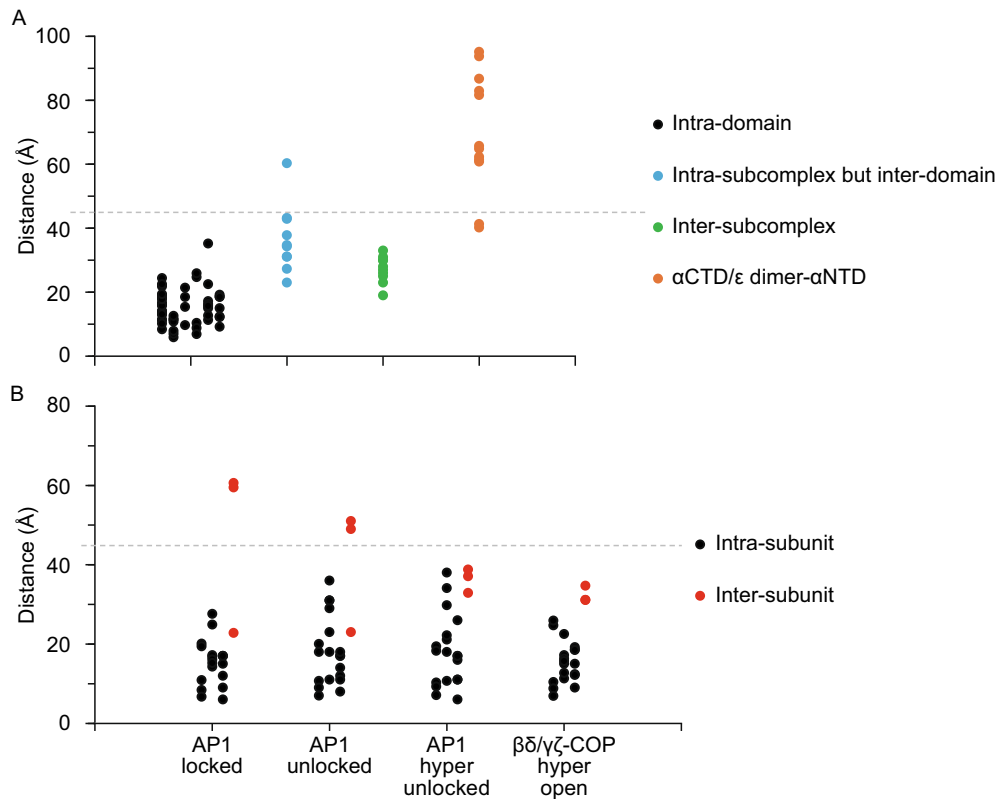 A
100
80
60
40
20
0
Distance (Å)
Intra-domain
Intra-subcomplex but inter-domain
Inter-subcomplex
αCTD/ε dimer-αNTD
B
80
60
40
20
0
Distance (Å)
Intra-subunit
Inter-subunit
AP1
locked
AP1
unlocked
AP1
hyper
unlocked
βδ/γζ-COP
hyper
open